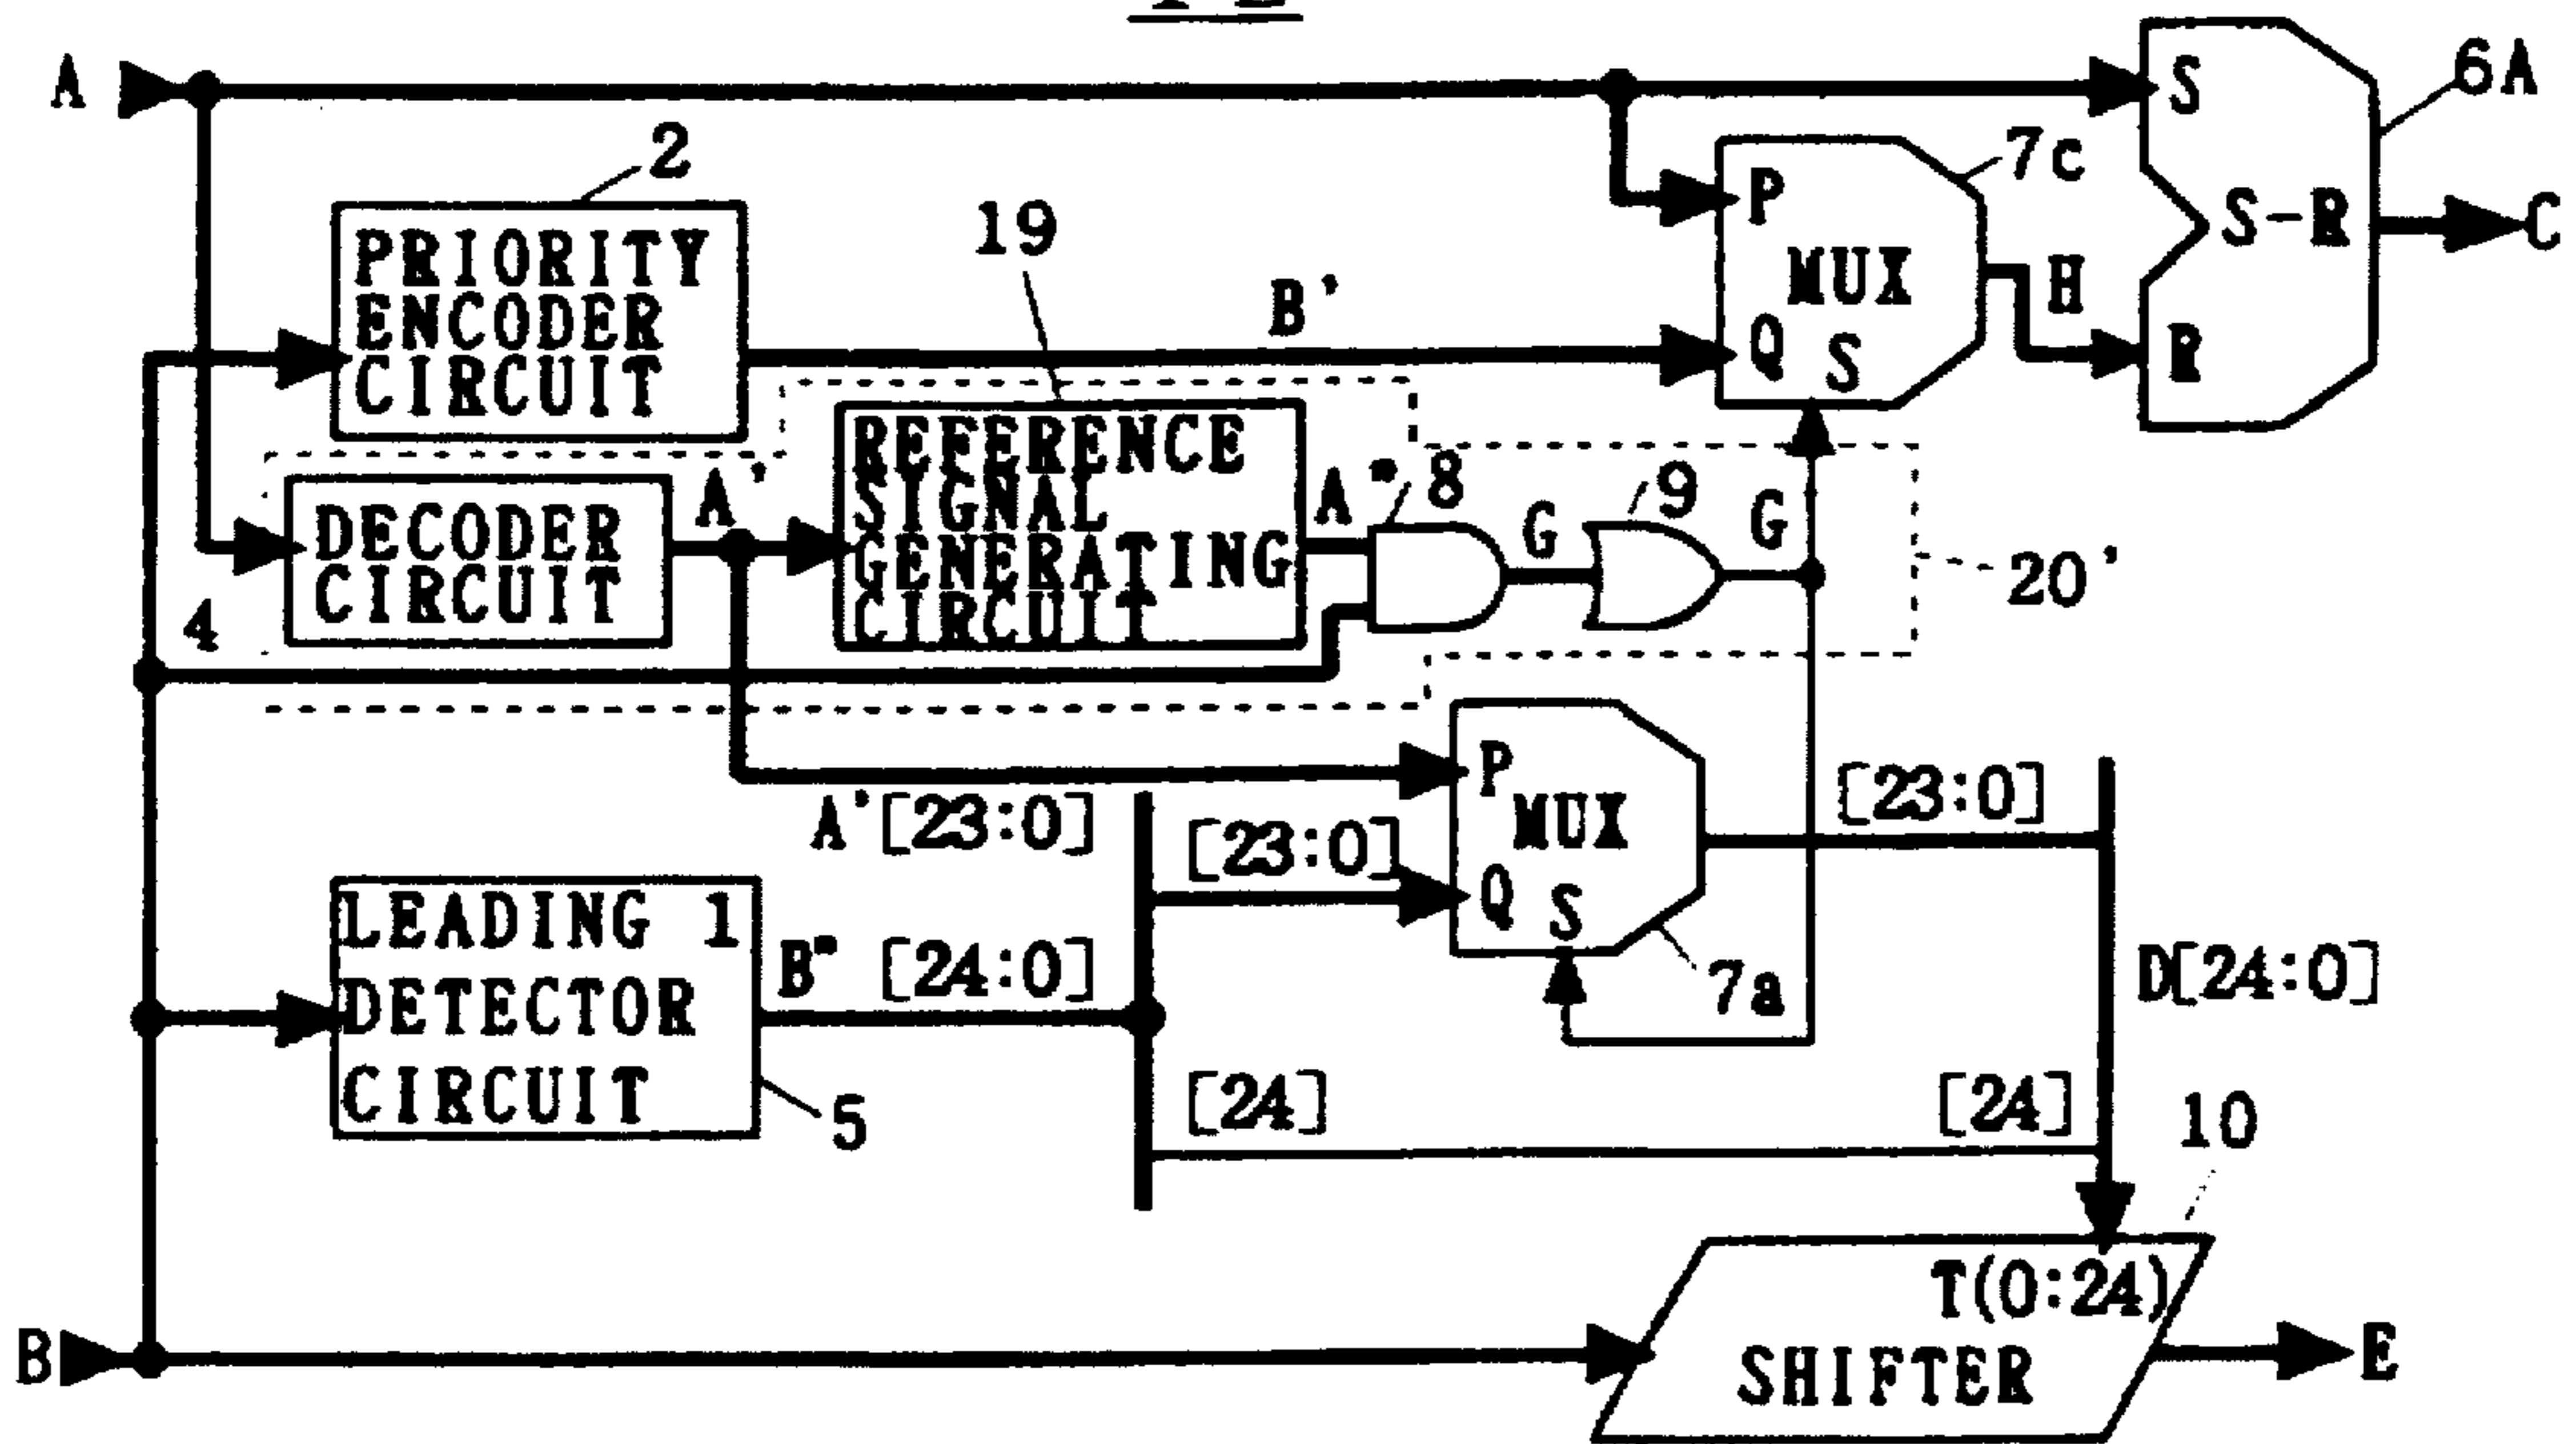 A
S
6A
2
7c
P
PRIORITY
ENCODER
CIRCUIT
19
S-R
C
MUX
H
B'
Q
S
R
REFERENCE
SIGNAL
GENERATING
CIRCUIT
A'
A"
8
9
G
G
DECODER
CIRCUIT
20'
4
P
MUX
[23:0]
A'[23:0]
[23:0]
Q
S
LEADING 1
DETECTOR
CIRCUIT
B"
[24:0]
7a
D[24:0]
5
[24]
[24]
10
T(0:24)
SHIFTER
B
E